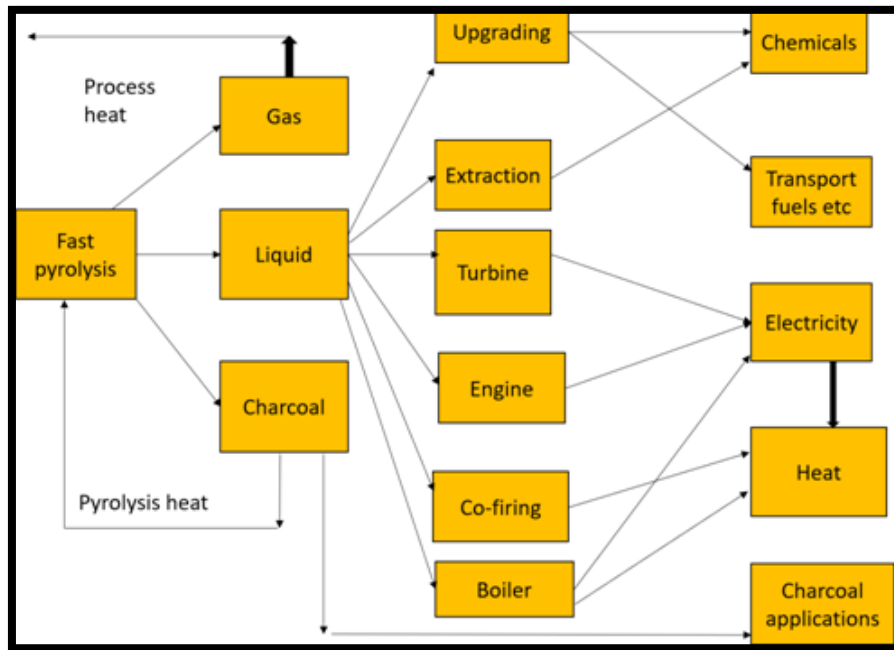 Upgrading
Chemicals
Process
heat
Gas
Extraction
Transport
fuels etc
Fast
pyrolysis
Liquid
Turbine
Electricity
Charcoal
Engine
Heat
Pyrolysis heat
Co-firing
Boiler
Charcoal
applications